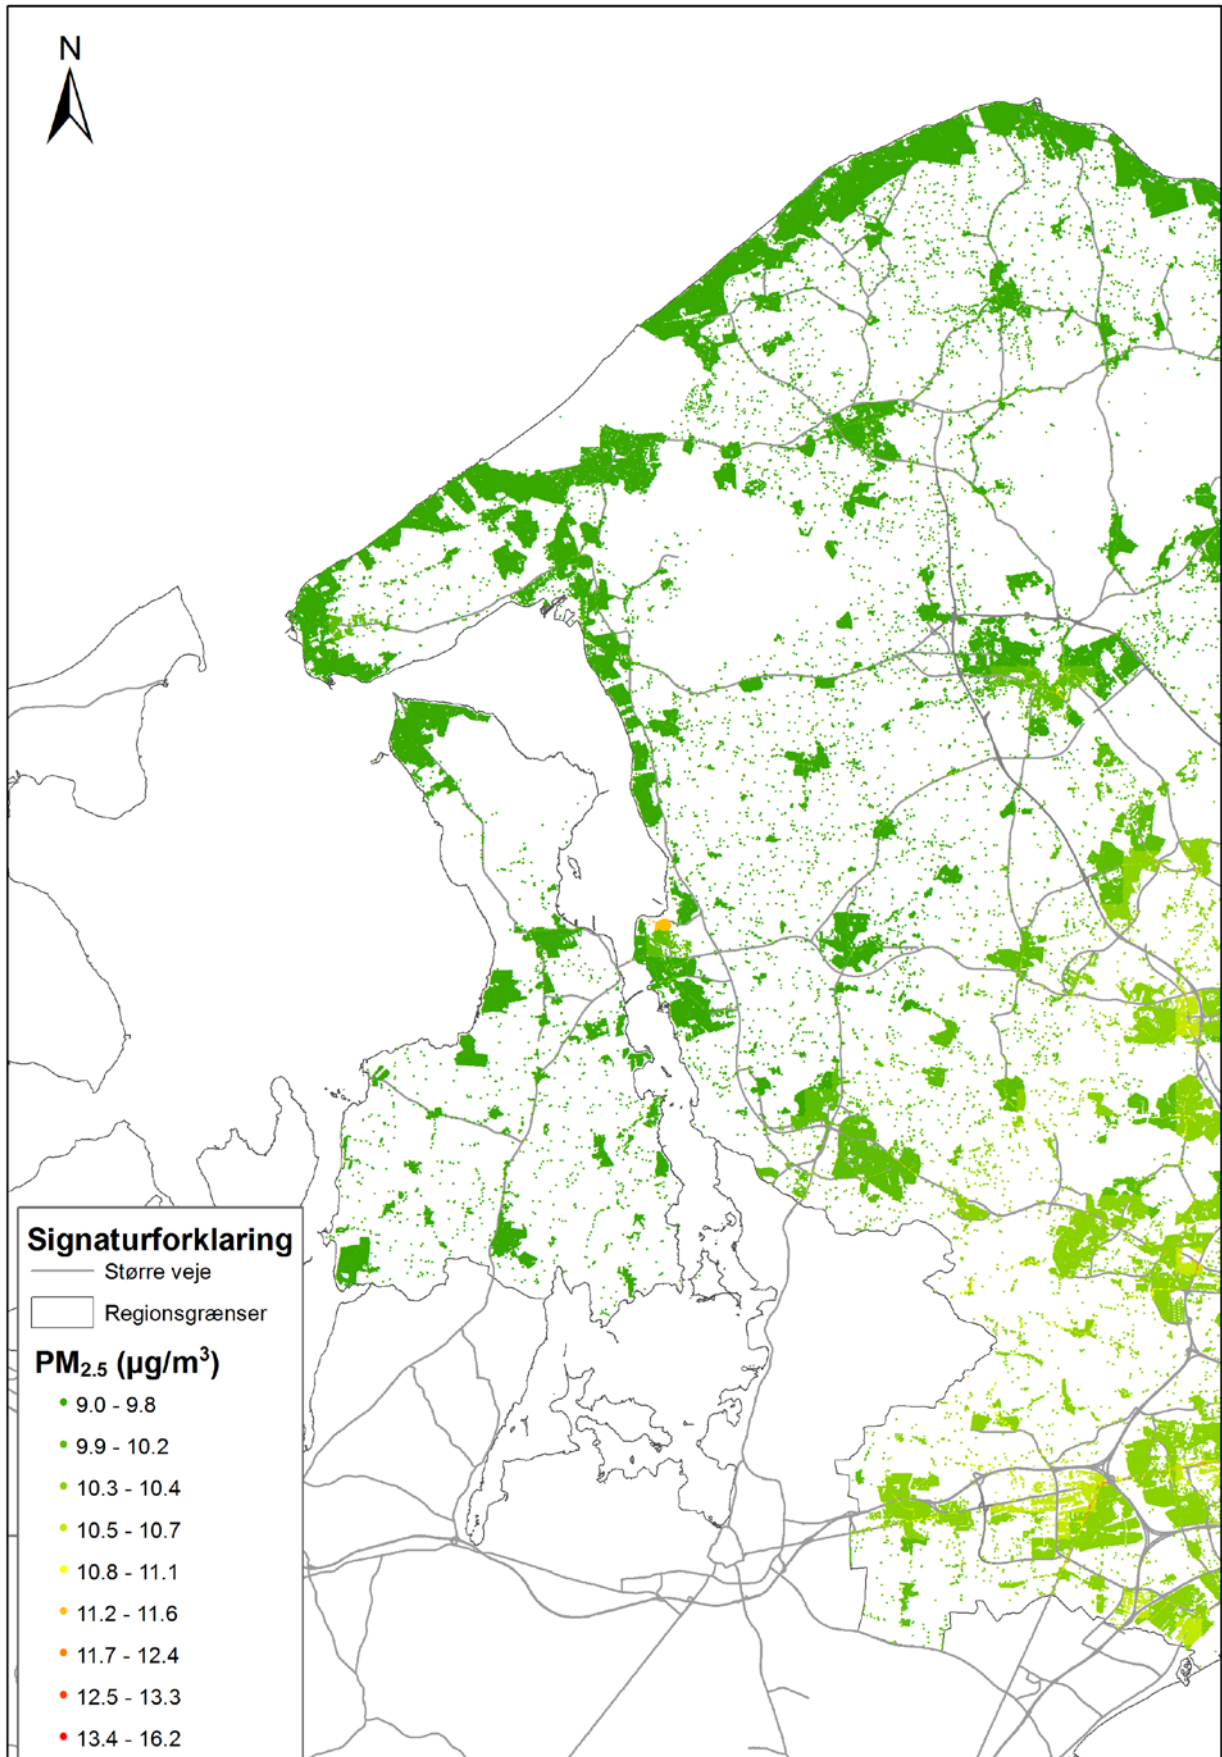 N
Signaturforklaring
Større veje
Regionsgrænser
PM2.5 (µg/m³)
9.0 - 9.8
9.9 - 10.2
10.3 - 10.4
10.5 - 10.7
10.8 - 11.1
11.2 - 11.6
11.7 - 12.4
12.5 - 13.3
13.4 - 16.2